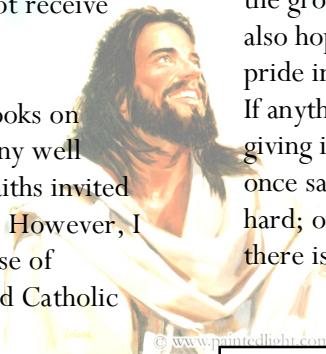 ot receive
ooks on
ny well
iths invited
However, I
se of
d Catholic
the gro
also hop
pride in
If anyth
giving i
once sa
hard; o
there is
© www.paintedlight.com